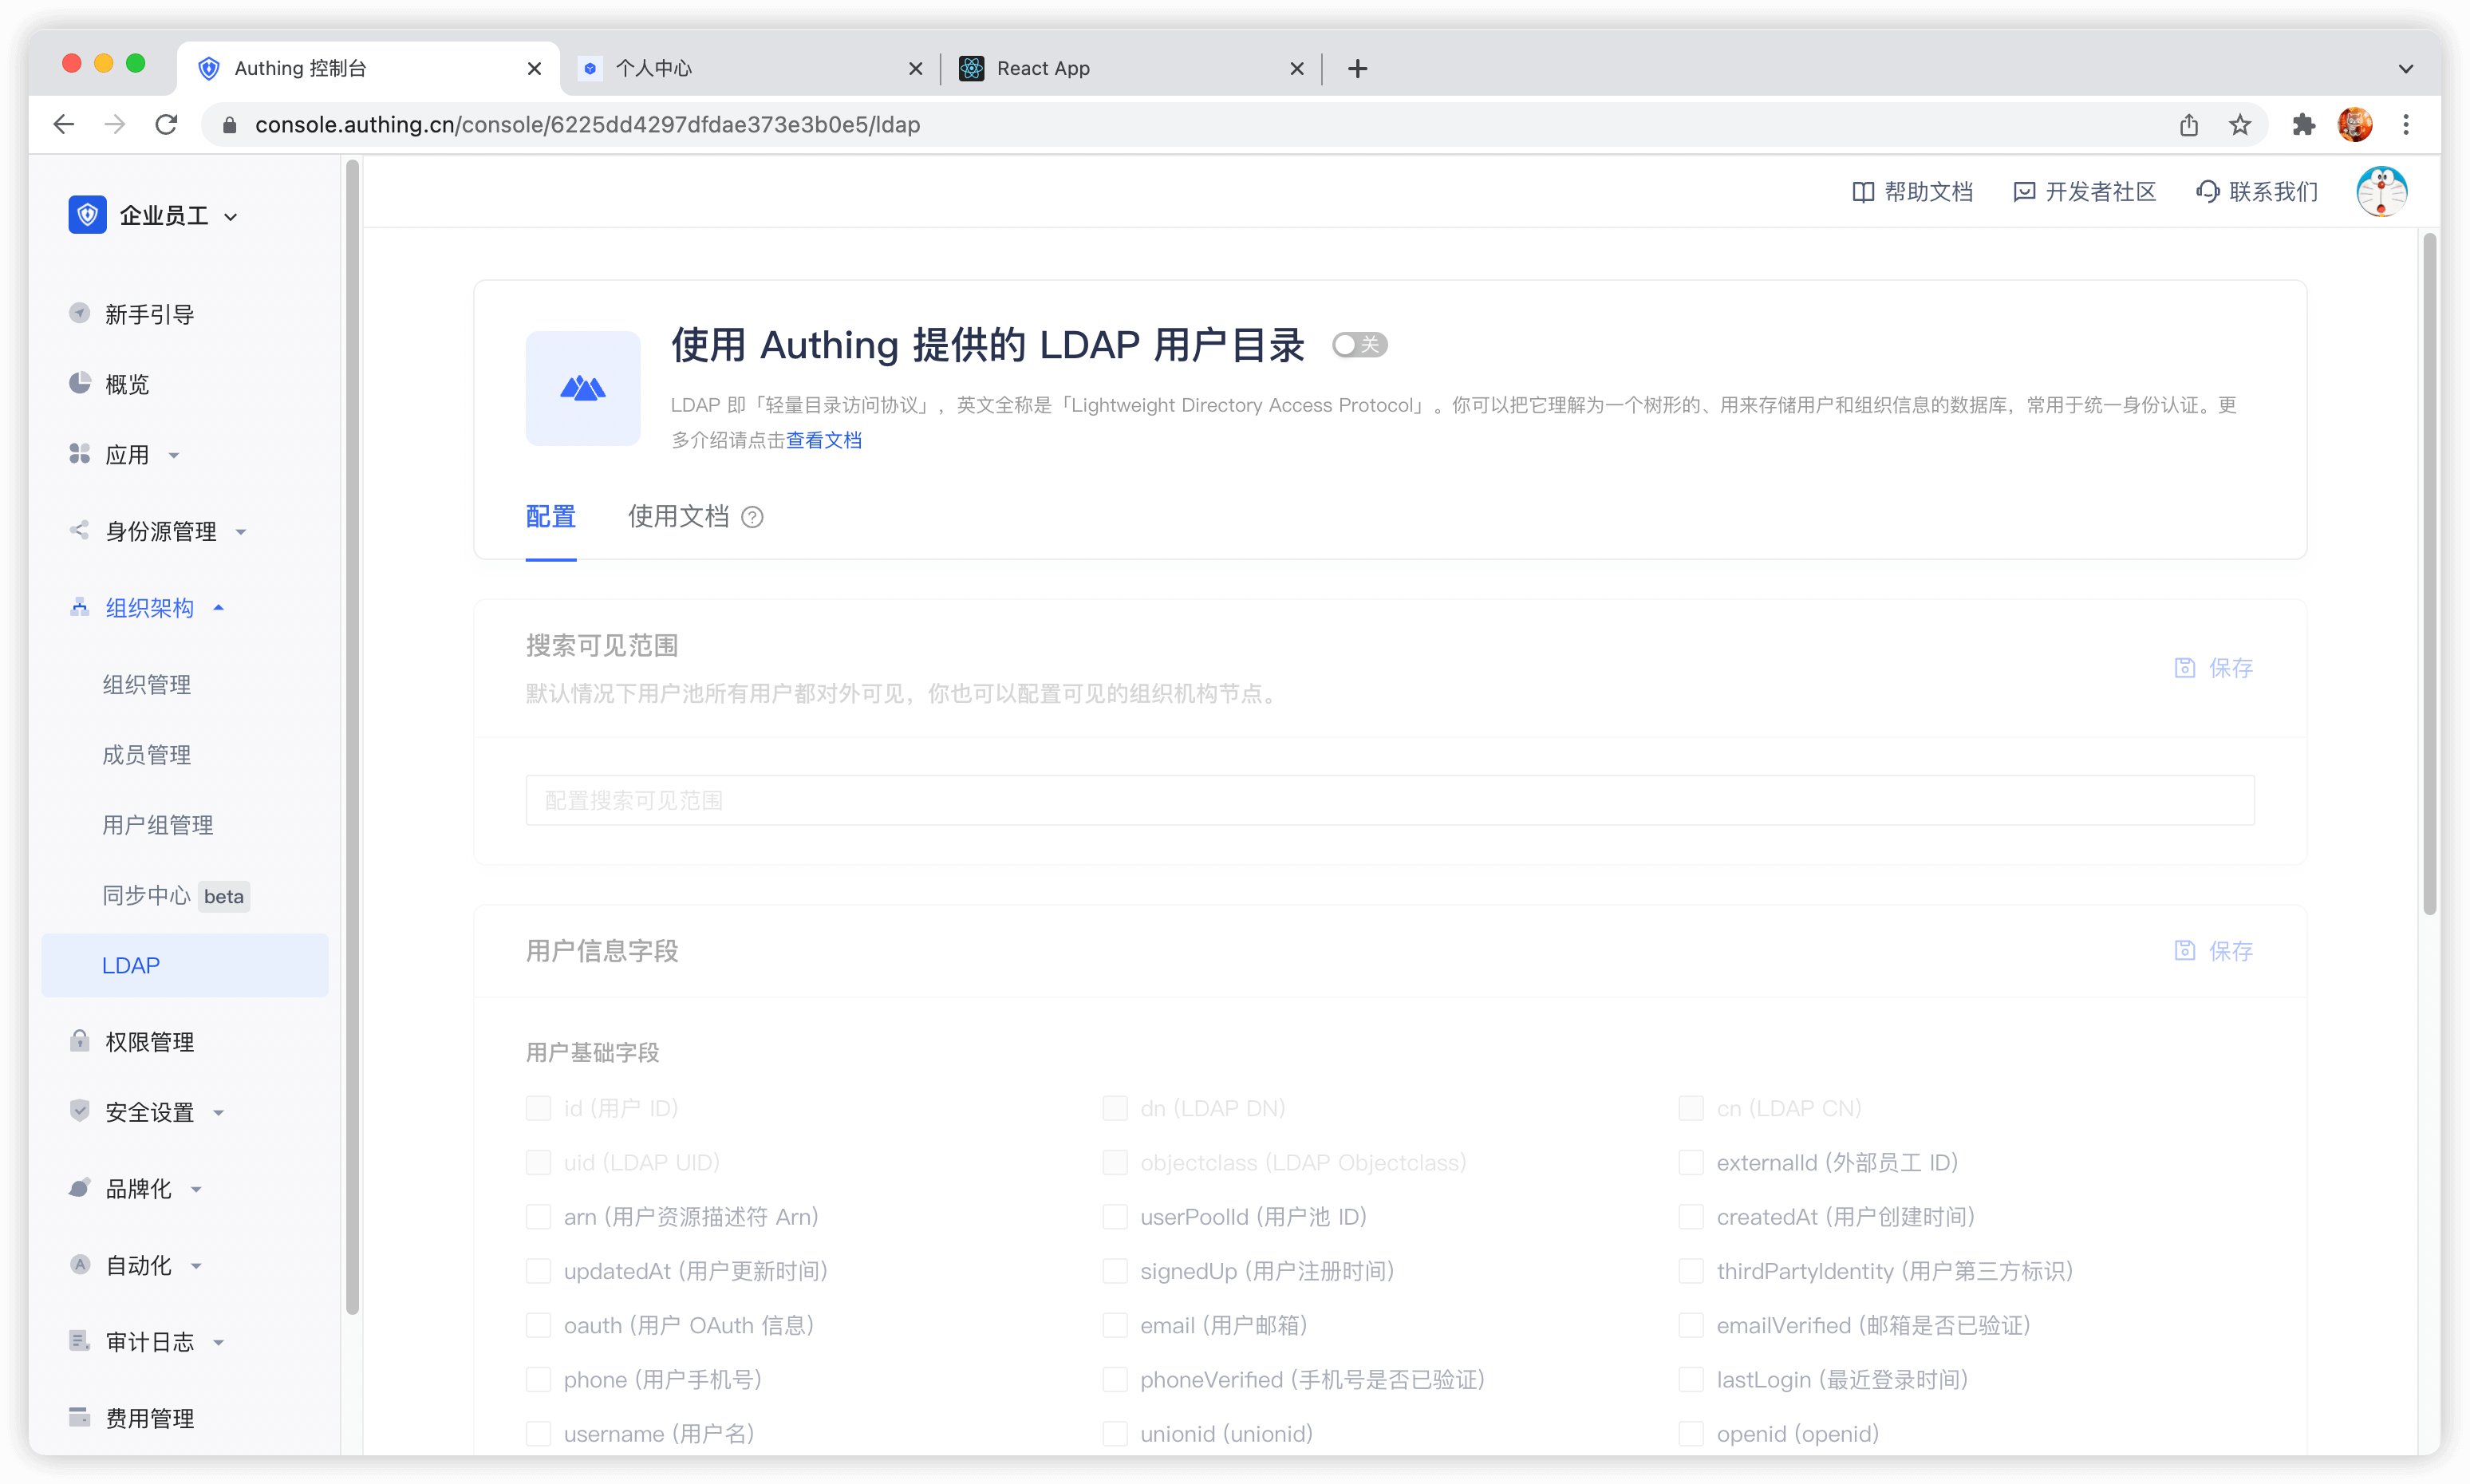 Authing 控制台
个人中心
React App
console.authing.cn/console/6225dd4297dfdae373e3b0e5/ldap
企业员工
帮助文档
开发者社区
联系我们
新手引导
概览
应用
身份源管理
组织架构
组织管理
成员管理
用户组管理
同步中心 beta
LDAP
权限管理
安全设置
品牌化
自动化
审计日志
费用管理
使用 Authing 提供的 LDAP 用户目录 关
LDAP 即「轻量目录访问协议」，英文全称是「Lightweight Directory Access Protocol」。你可以把它理解为一个树形的、用来存储用户和组织信息的数据库，常用于统一身份认证。更
多介绍请点击查看文档
配置
使用文档
搜索可见范围
保存
默认情况下用户池所有用户都对外可见，你也可以配置可见的组织机构节点。
配置搜索可见范围
用户信息字段
保存
用户基础字段
id (用户 ID)
dn (LDAP DN)
cn (LDAP CN)
uid (LDAP UID)
objectclass (LDAP Objectclass)
externalId (外部员工 ID)
arn (用户资源描述符 Arn)
userPoolId (用户池 ID)
createdAt (用户创建时间)
updatedAt (用户更新时间)
signedUp (用户注册时间)
thirdPartyIdentity (用户第三方标识)
oauth (用户 OAuth 信息)
email (用户邮箱)
emailVerified (邮箱是否已验证)
phone (用户手机号)
phoneVerified (手机号是否已验证)
lastLogin (最近登录时间)
username (用户名)
unionid (unionid)
openid (openid)